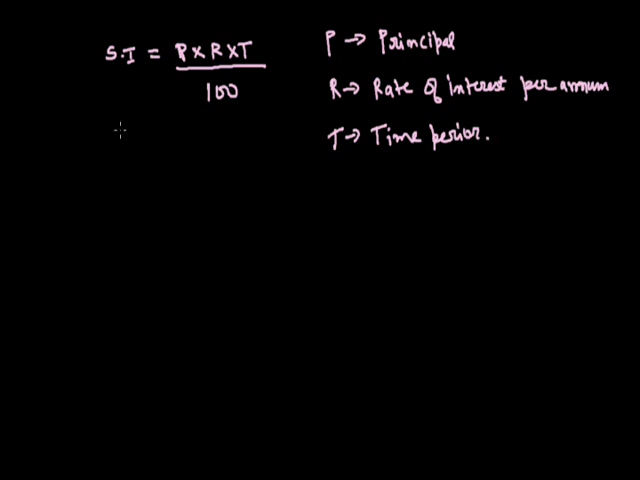 S.I = P X R X T / 100
P → Principal
R → Rate of interest per annum
T → Time period.